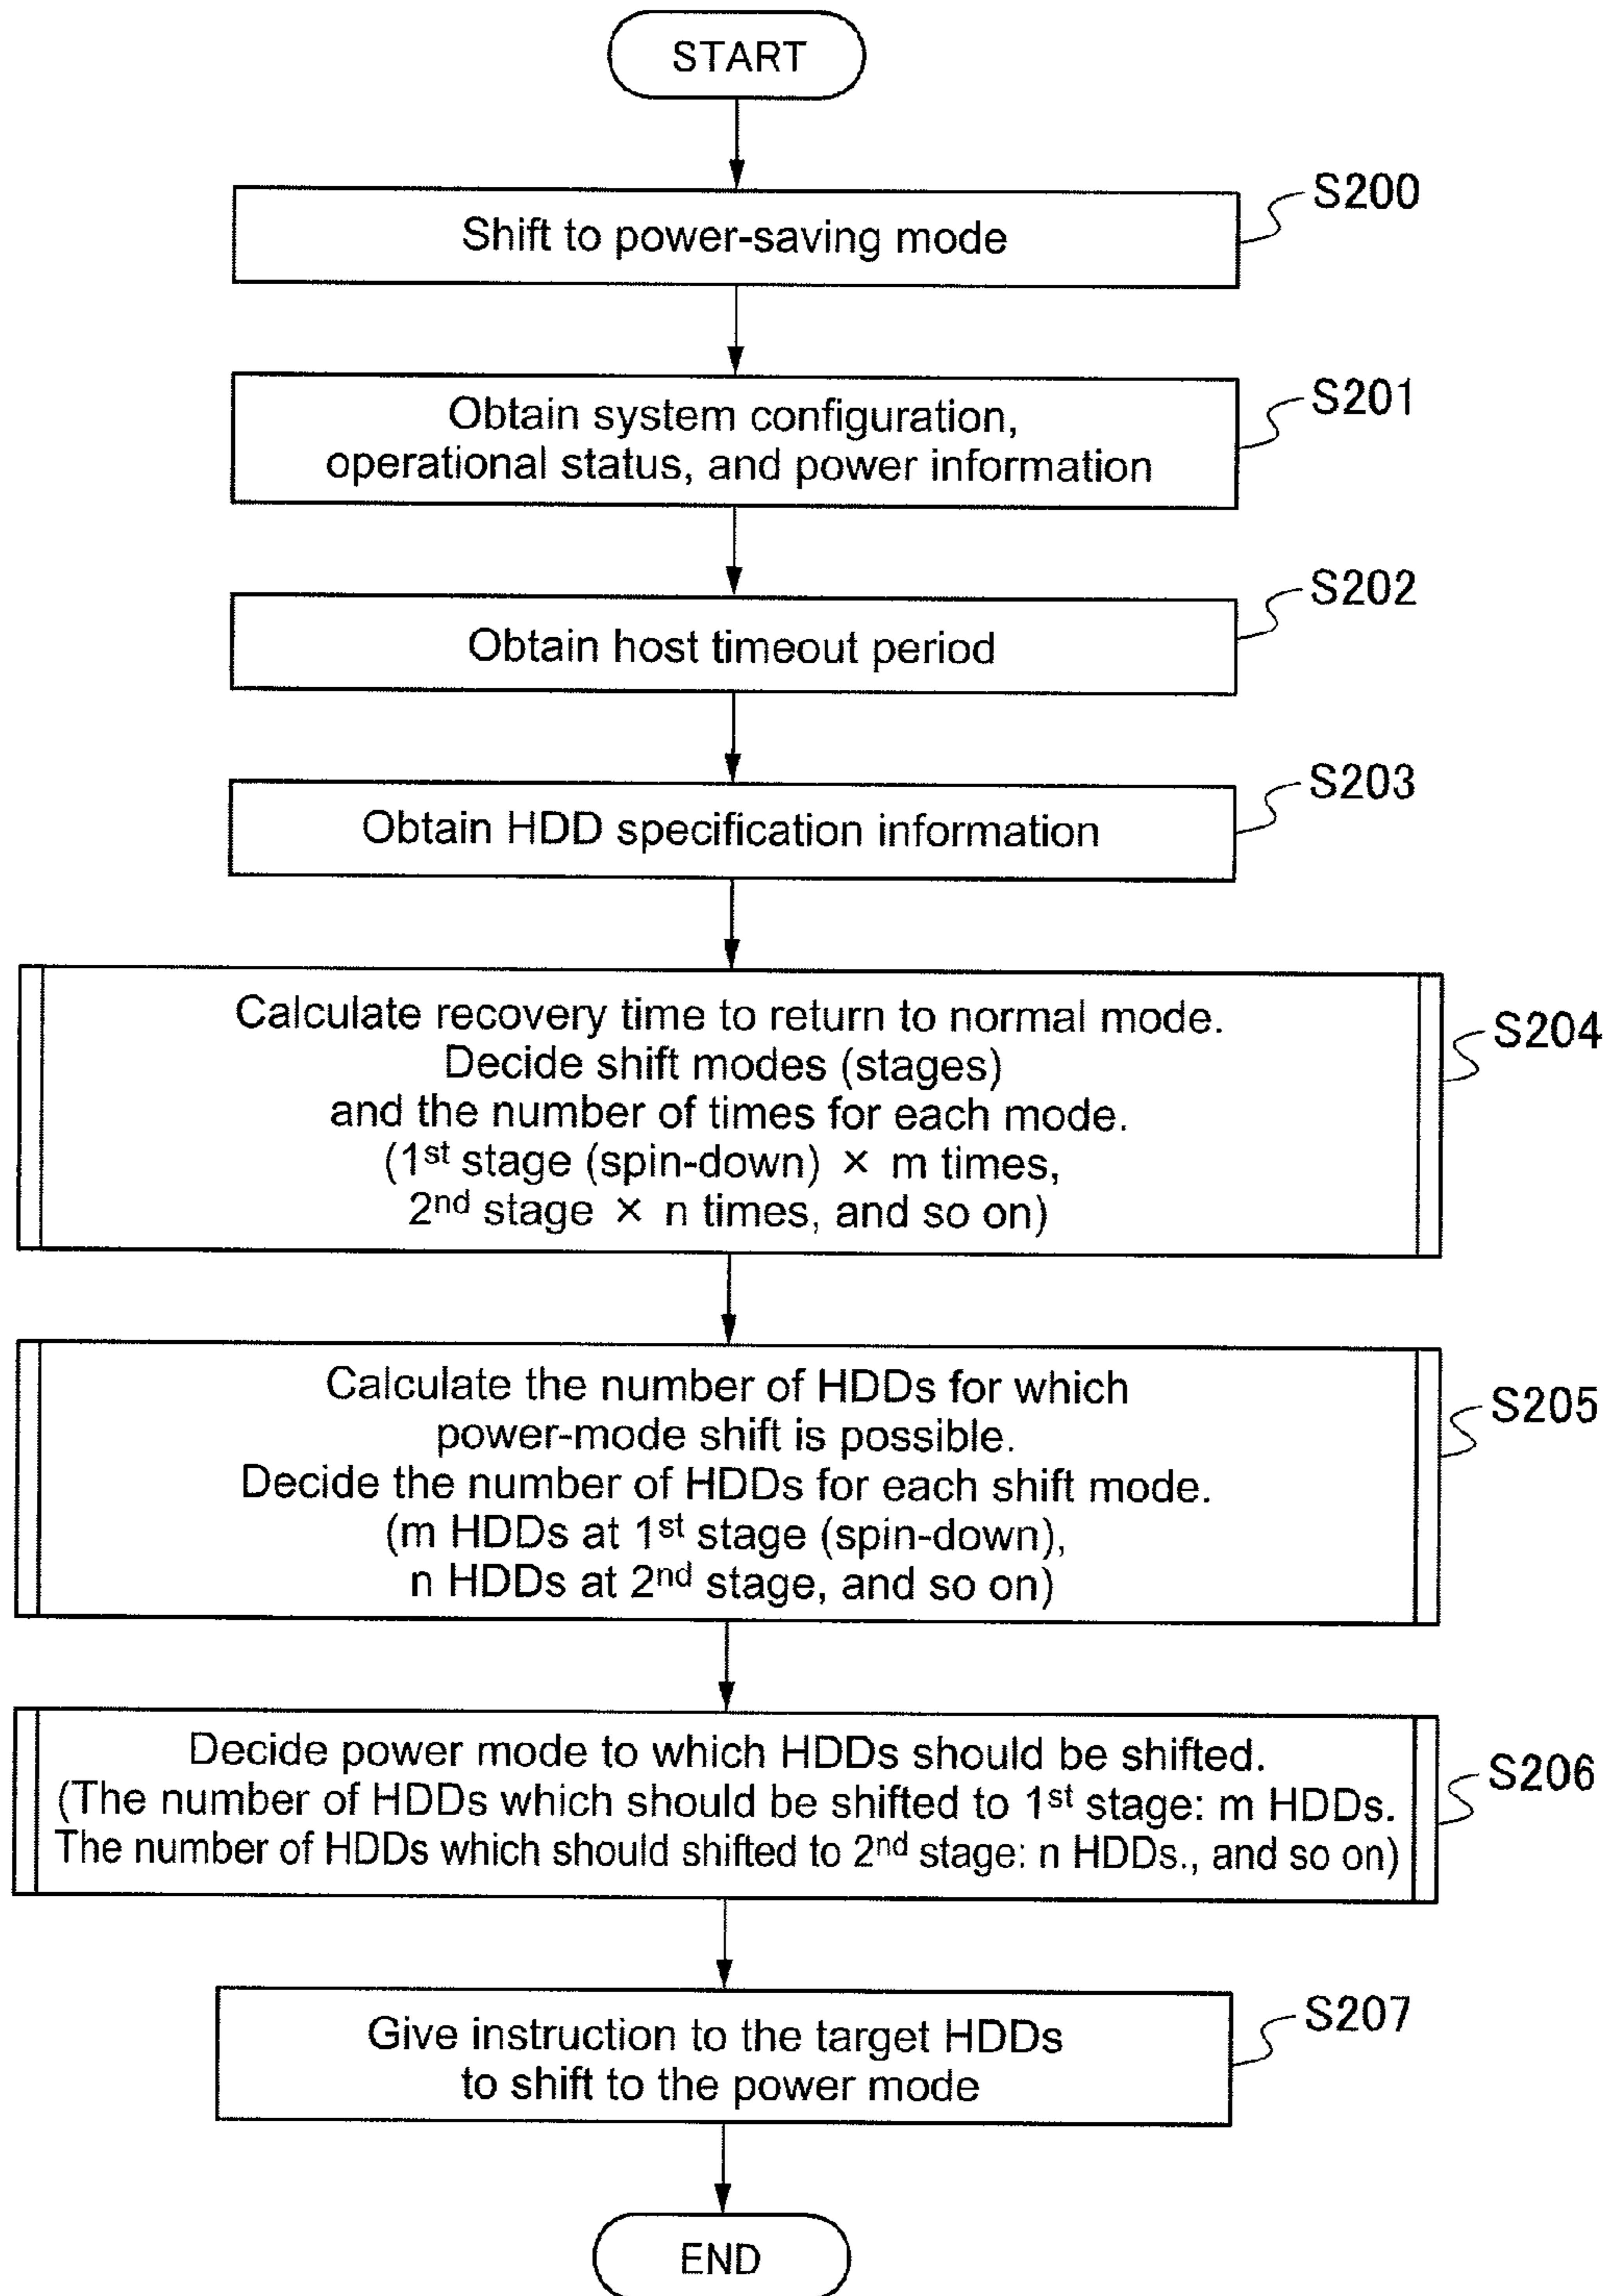 START
S200
Shift to power-saving mode
S201
Obtain system configuration,
operational status, and power information
S202
Obtain host timeout period
S203
Obtain HDD specification information
S204
Calculate recovery time to return to normal mode.
Decide shift modes (stages)
and the number of times for each mode.
(1st stage (spin-down) × m times,
2nd stage × n times, and so on)
S205
Calculate the number of HDDs for which
power-mode shift is possible.
Decide the number of HDDs for each shift mode.
(m HDDs at 1st stage (spin-down),
n HDDs at 2nd stage, and so on)
S206
Decide power mode to which HDDs should be shifted.
(The number of HDDs which should be shifted to 1st stage: m HDDs.
The number of HDDs which should shifted to 2nd stage: n HDDs., and so on)
S207
Give instruction to the target HDDs
to shift to the power mode
END